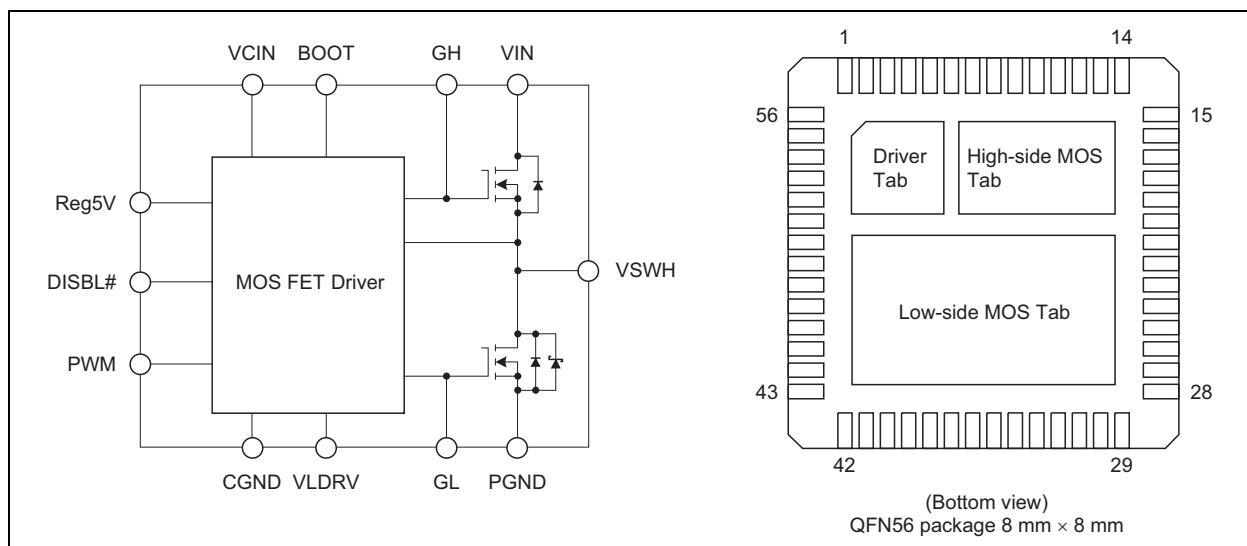 VCIN BOOT GH VIN
Reg5V
DISBL#
PWM
MOS FET Driver
VSWH
CGND VLDRV GL PGND
1 14
56 15
Driver
Tab
High-side MOS
Tab
Low-side MOS Tab
43 28
42 29
(Bottom view)
QFN56 package 8 mm × 8 mm